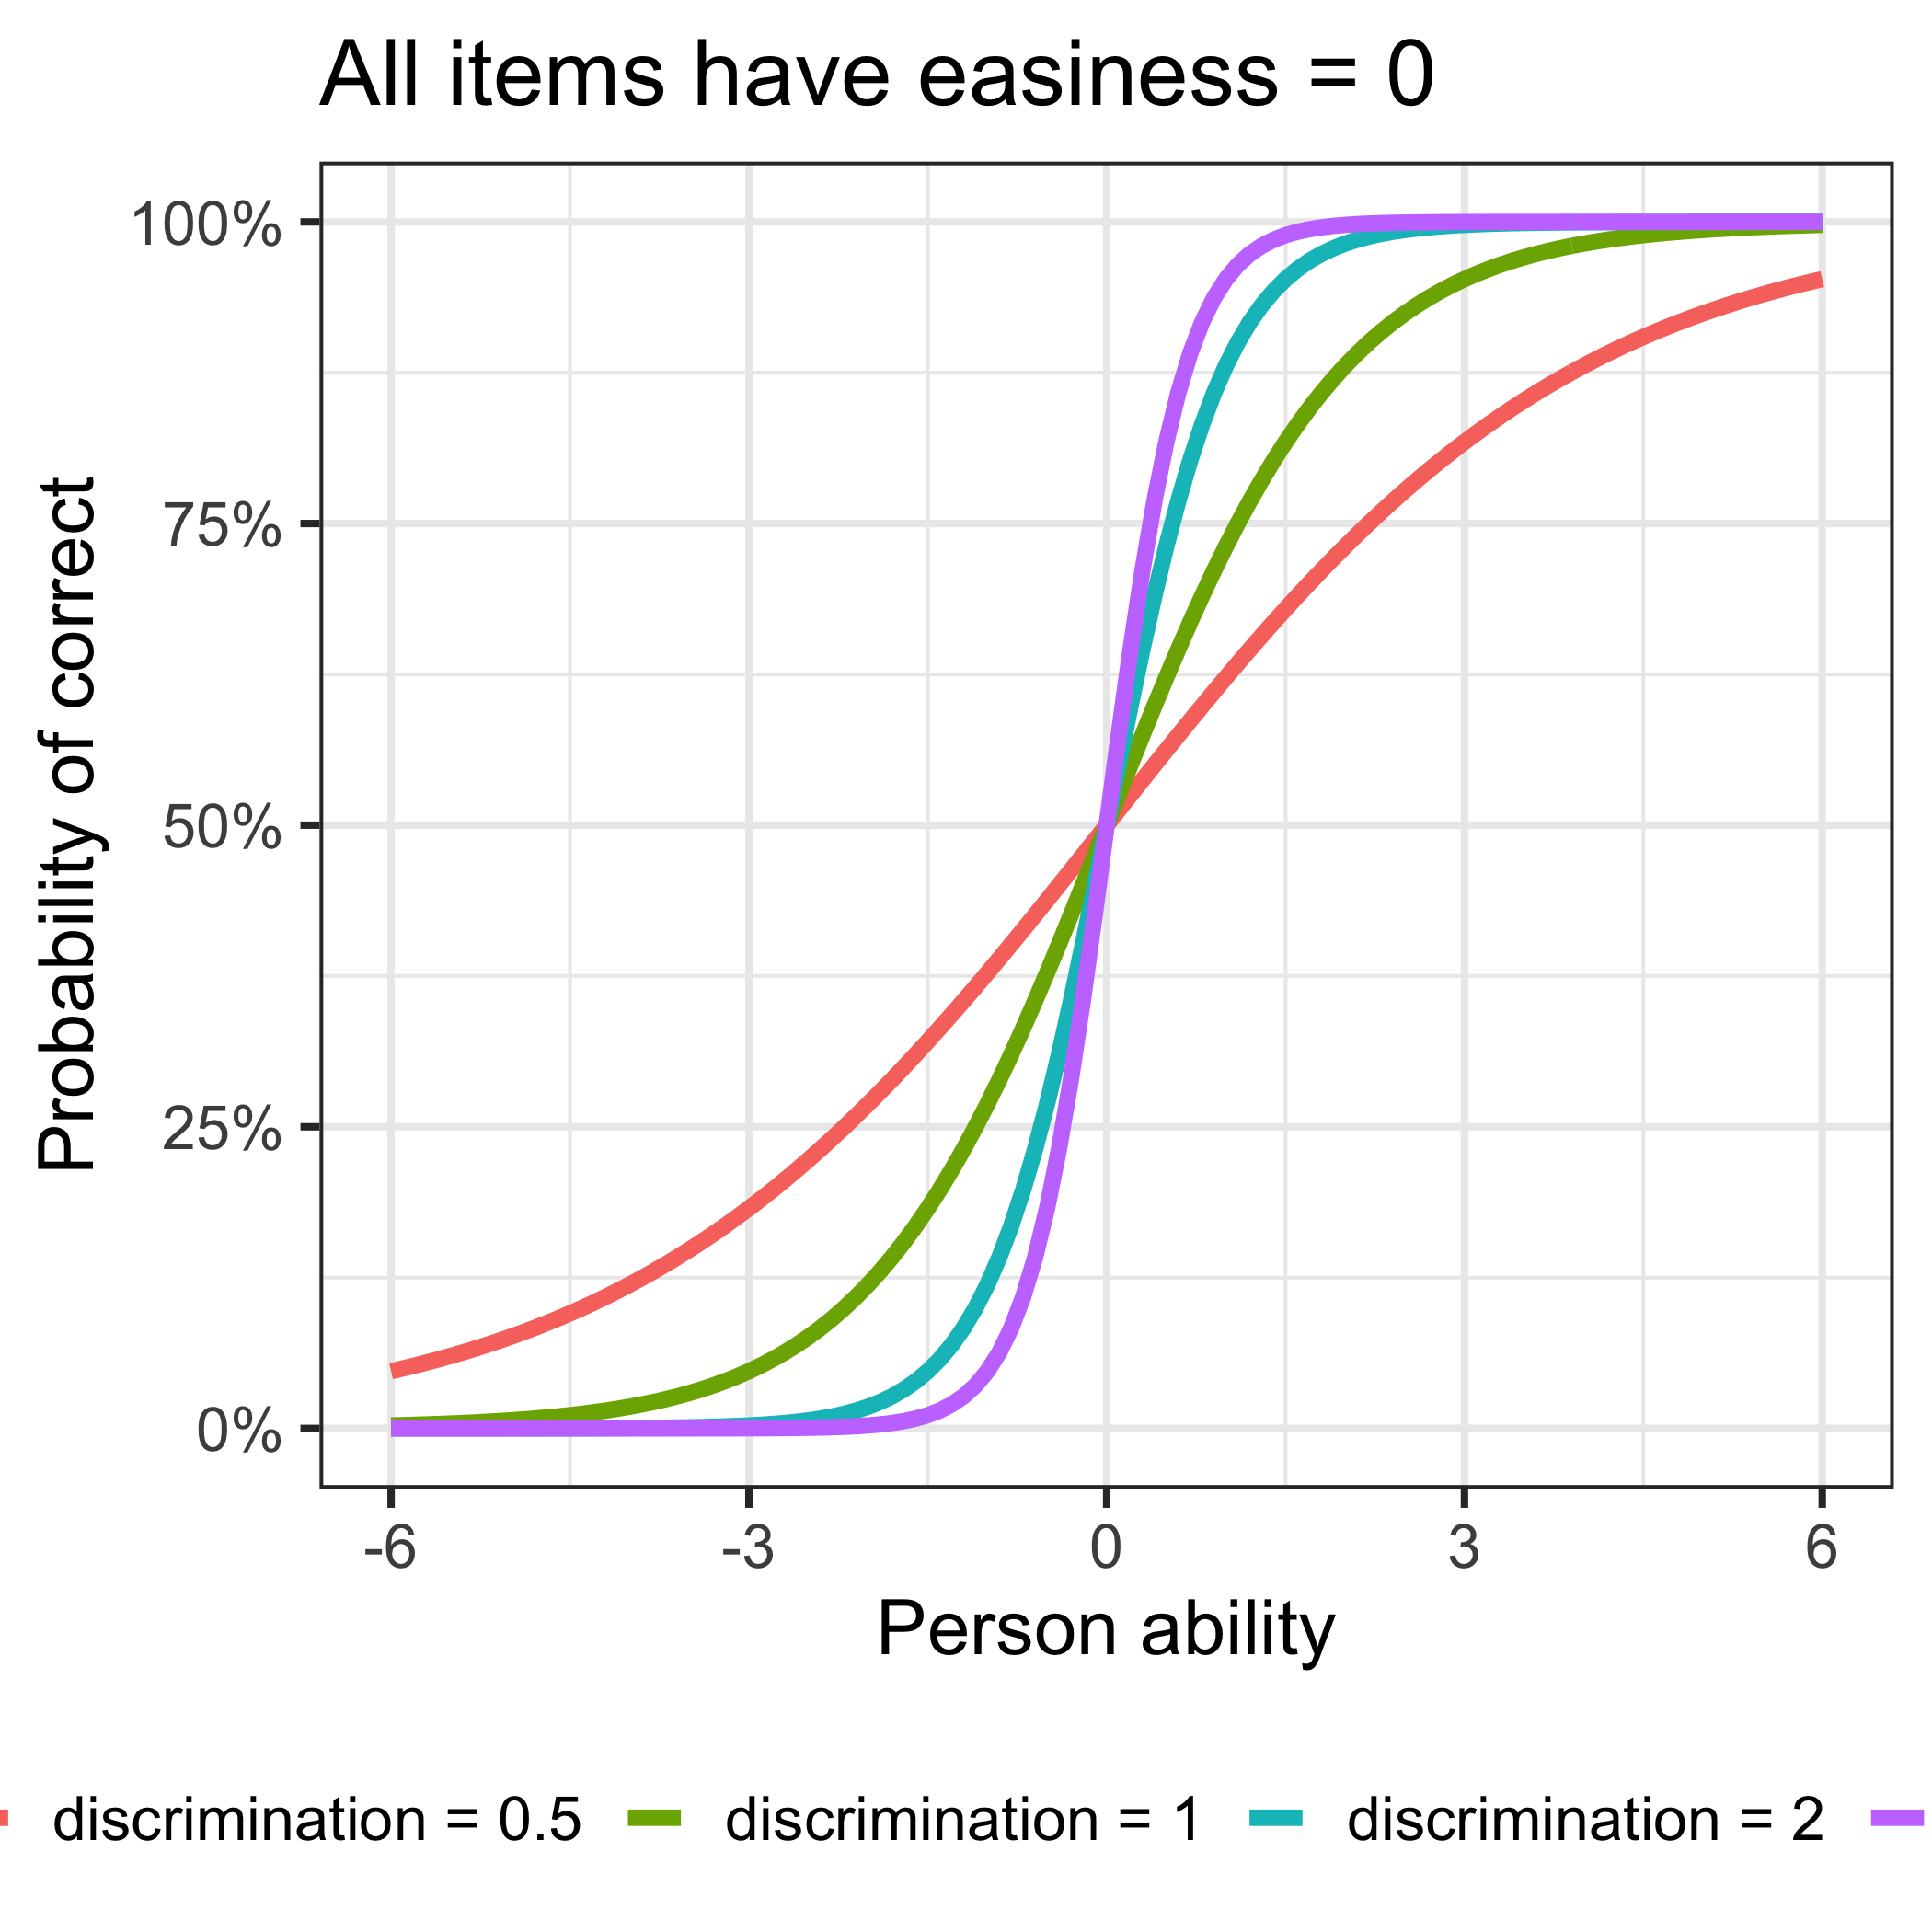 All items have easiness = 0
100%
75%
50%
25%
0%
Probability of correct
-6 -3 0 3 6
Person ability
discrimination = 0.5 discrimination = 1 discrimination = 2